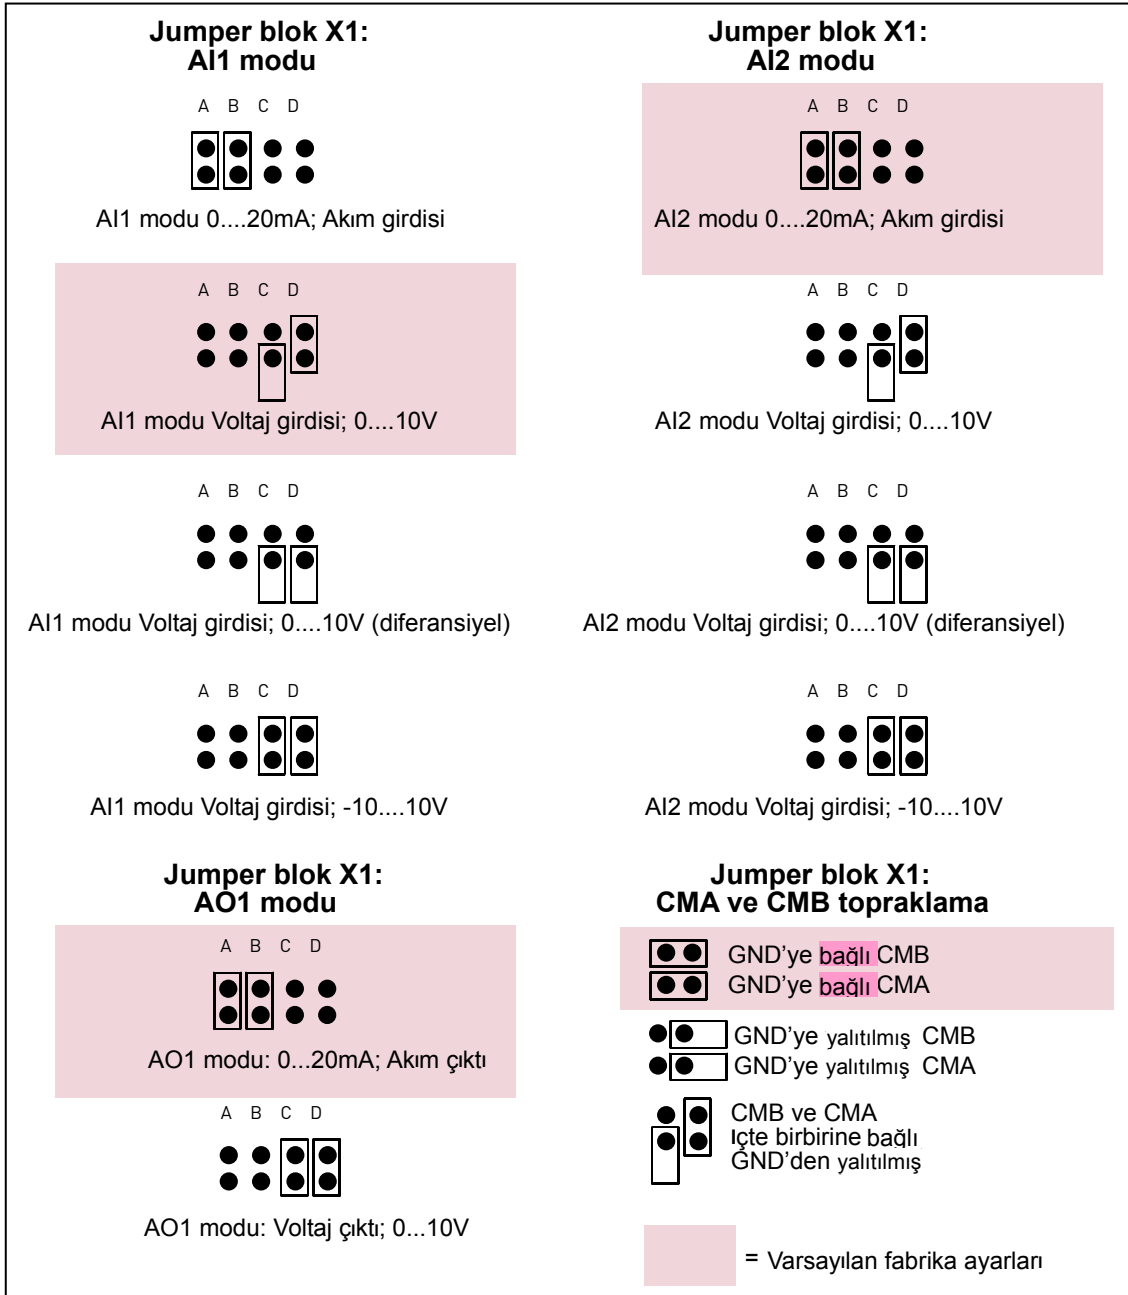 Jumper blok X1:
AI1 modu
A B C D
AI1 modu 0....20mA; Akım girdisi
A B C D
AI1 modu Voltaj girdisi; 0....10V
A B C D
AI1 modu Voltaj girdisi; 0....10V (diferansiyel)
A B C D
AI1 modu Voltaj girdisi; -10....10V
Jumper blok X1:
AI2 modu
A B C D
AI2 modu 0....20mA; Akım girdisi
A B C D
AI2 modu Voltaj girdisi; 0....10V
A B C D
AI2 modu Voltaj girdisi; 0....10V (diferansiyel)
A B C D
AI2 modu Voltaj girdisi; -10....10V
Jumper blok X1:
AO1 modu
A B C D
AO1 modu: 0...20mA; Akım çıktı
A B C D
AO1 modu: Voltaj çıktı; 0...10V
Jumper blok X1:
CMA ve CMB topraklama
GND’ye bağlı CMB
GND’ye bağlı CMA
GND’ye yalıtılmış CMB
GND’ye yalıtılmış CMA
CMB ve CMA
Içte birbirine bağlı
GND’den yalıtılmış
= Varsayılan fabrika ayarları